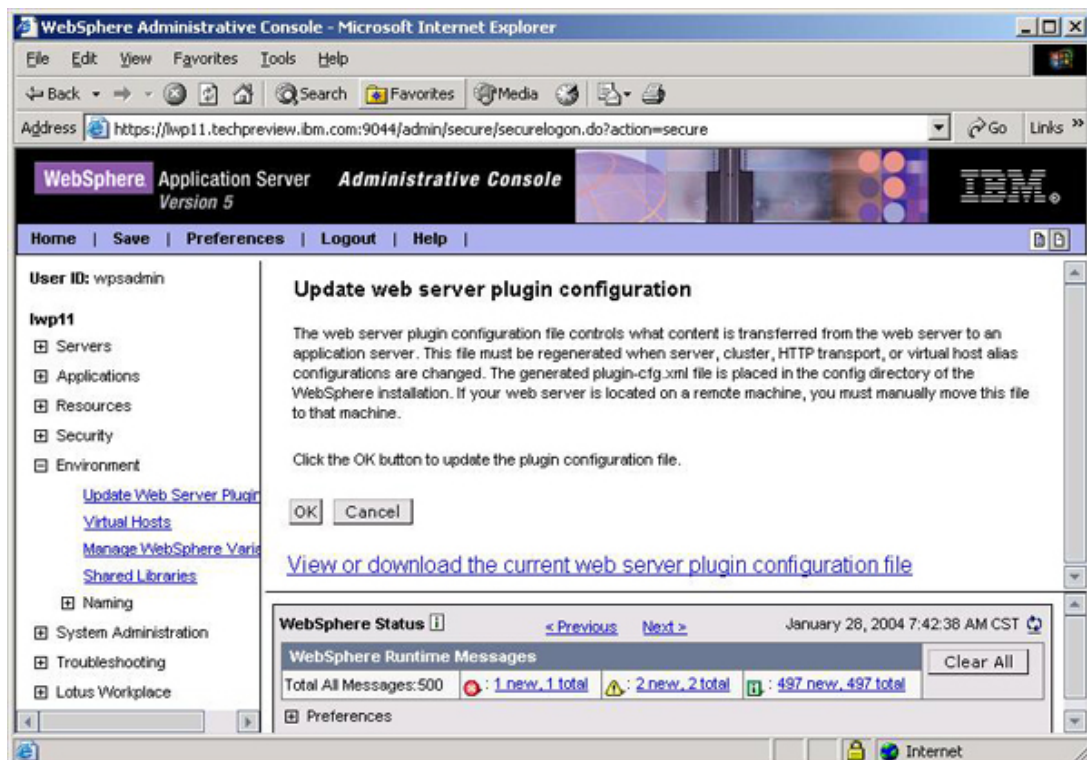 WebSphere Administrative Console - Microsoft Internet Explorer
File Edit View Favorites Tools Help
Back Search Favorites Media
Address https://lwp11.techpreview.ibm.com:9044/admin/secure/securelogon.do?action=secure Go Links »
WebSphere Application Server Administrative Console
Version 5
IBM.
Home | Save | Preferences | Logout | Help |
User ID: wpsadmin
lwp11
Servers
Applications
Resources
Security
Environment
Update Web Server Plugin
Virtual Hosts
Manage WebSphere Varia
Shared Libraries
Naming
System Administration
Troubleshooting
Lotus Workplace
Update web server plugin configuration
The web server plugin configuration file controls what content is transferred from the web server to an
application server. This file must be regenerated when server, cluster, HTTP transport, or virtual host alias
configurations are changed. The generated plugin-cfg.xml file is placed in the config directory of the
WebSphere installation. If your web server is located on a remote machine, you must manually move this file
to that machine.
Click the OK button to update the plugin configuration file.
OK Cancel
View or download the current web server plugin configuration file
WebSphere Status i < Previous Next > January 28, 2004 7:42:38 AM CST
WebSphere Runtime Messages Clear All
Total All Messages:500 : 1 new, 1 total : 2 new, 2 total : 497 new, 497 total
Preferences
Internet